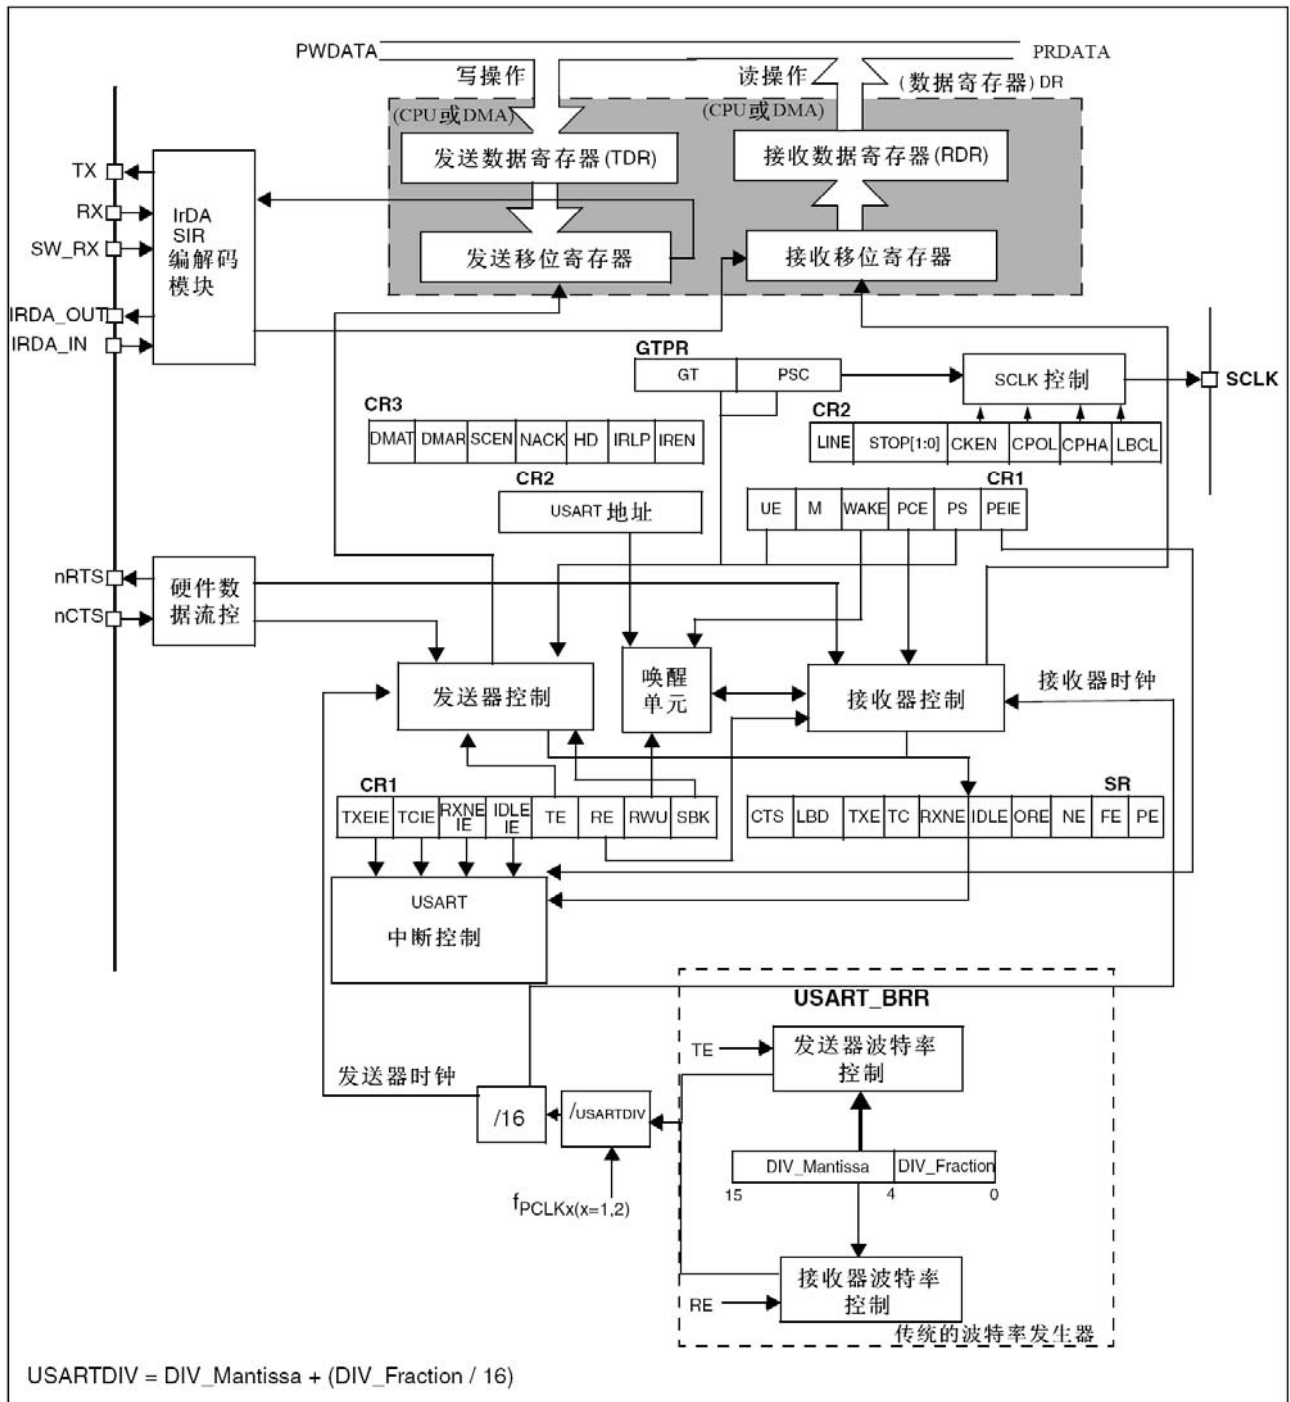 PWDATA
PRDATA
写操作
读操作
(数据寄存器) DR
(CPU或DMA)
(CPU或DMA)
发送数据寄存器(TDR)
接收数据寄存器(RDR)
TX
RX
SW_RX
IRDA_OUT
IRDA_IN
IrDA
SIR
编解码
模块
发送移位寄存器
接收移位寄存器
GTPR
GT
PSC
SCLK 控制
SCLK
CR3
DMAT
DMAR
SCEN
NACK
HD
IRLP
IREN
CR2
LINE
STOP[1:0]
CKEN
CPOL
CPHA
LBCL
CR2
USART 地址
CR1
UE
M
WAKE
PCE
PS
PEIE
nRTS
nCTS
硬件数
据流控
发送器控制
唤醒
单元
接收器控制
接收器时钟
CR1
TXEIE
TCIE
RXNE
IE
IDLE
IE
TE
RE
RWU
SBK
SR
CTS
LBD
TXE
TC
RXNE
IDLE
ORE
NE
FE
PE
USART
中断控制
USART_BRR
TE
发送器波特率
控制
发送器时钟
/16
/USARTDIV
fPCLKx(x=1,2)
DIV_Mantissa
DIV_Fraction
15
4
0
接收器波特率
控制
RE
传统的波特率发生器
USARTDIV = DIV_Mantissa + (DIV_Fraction / 16)